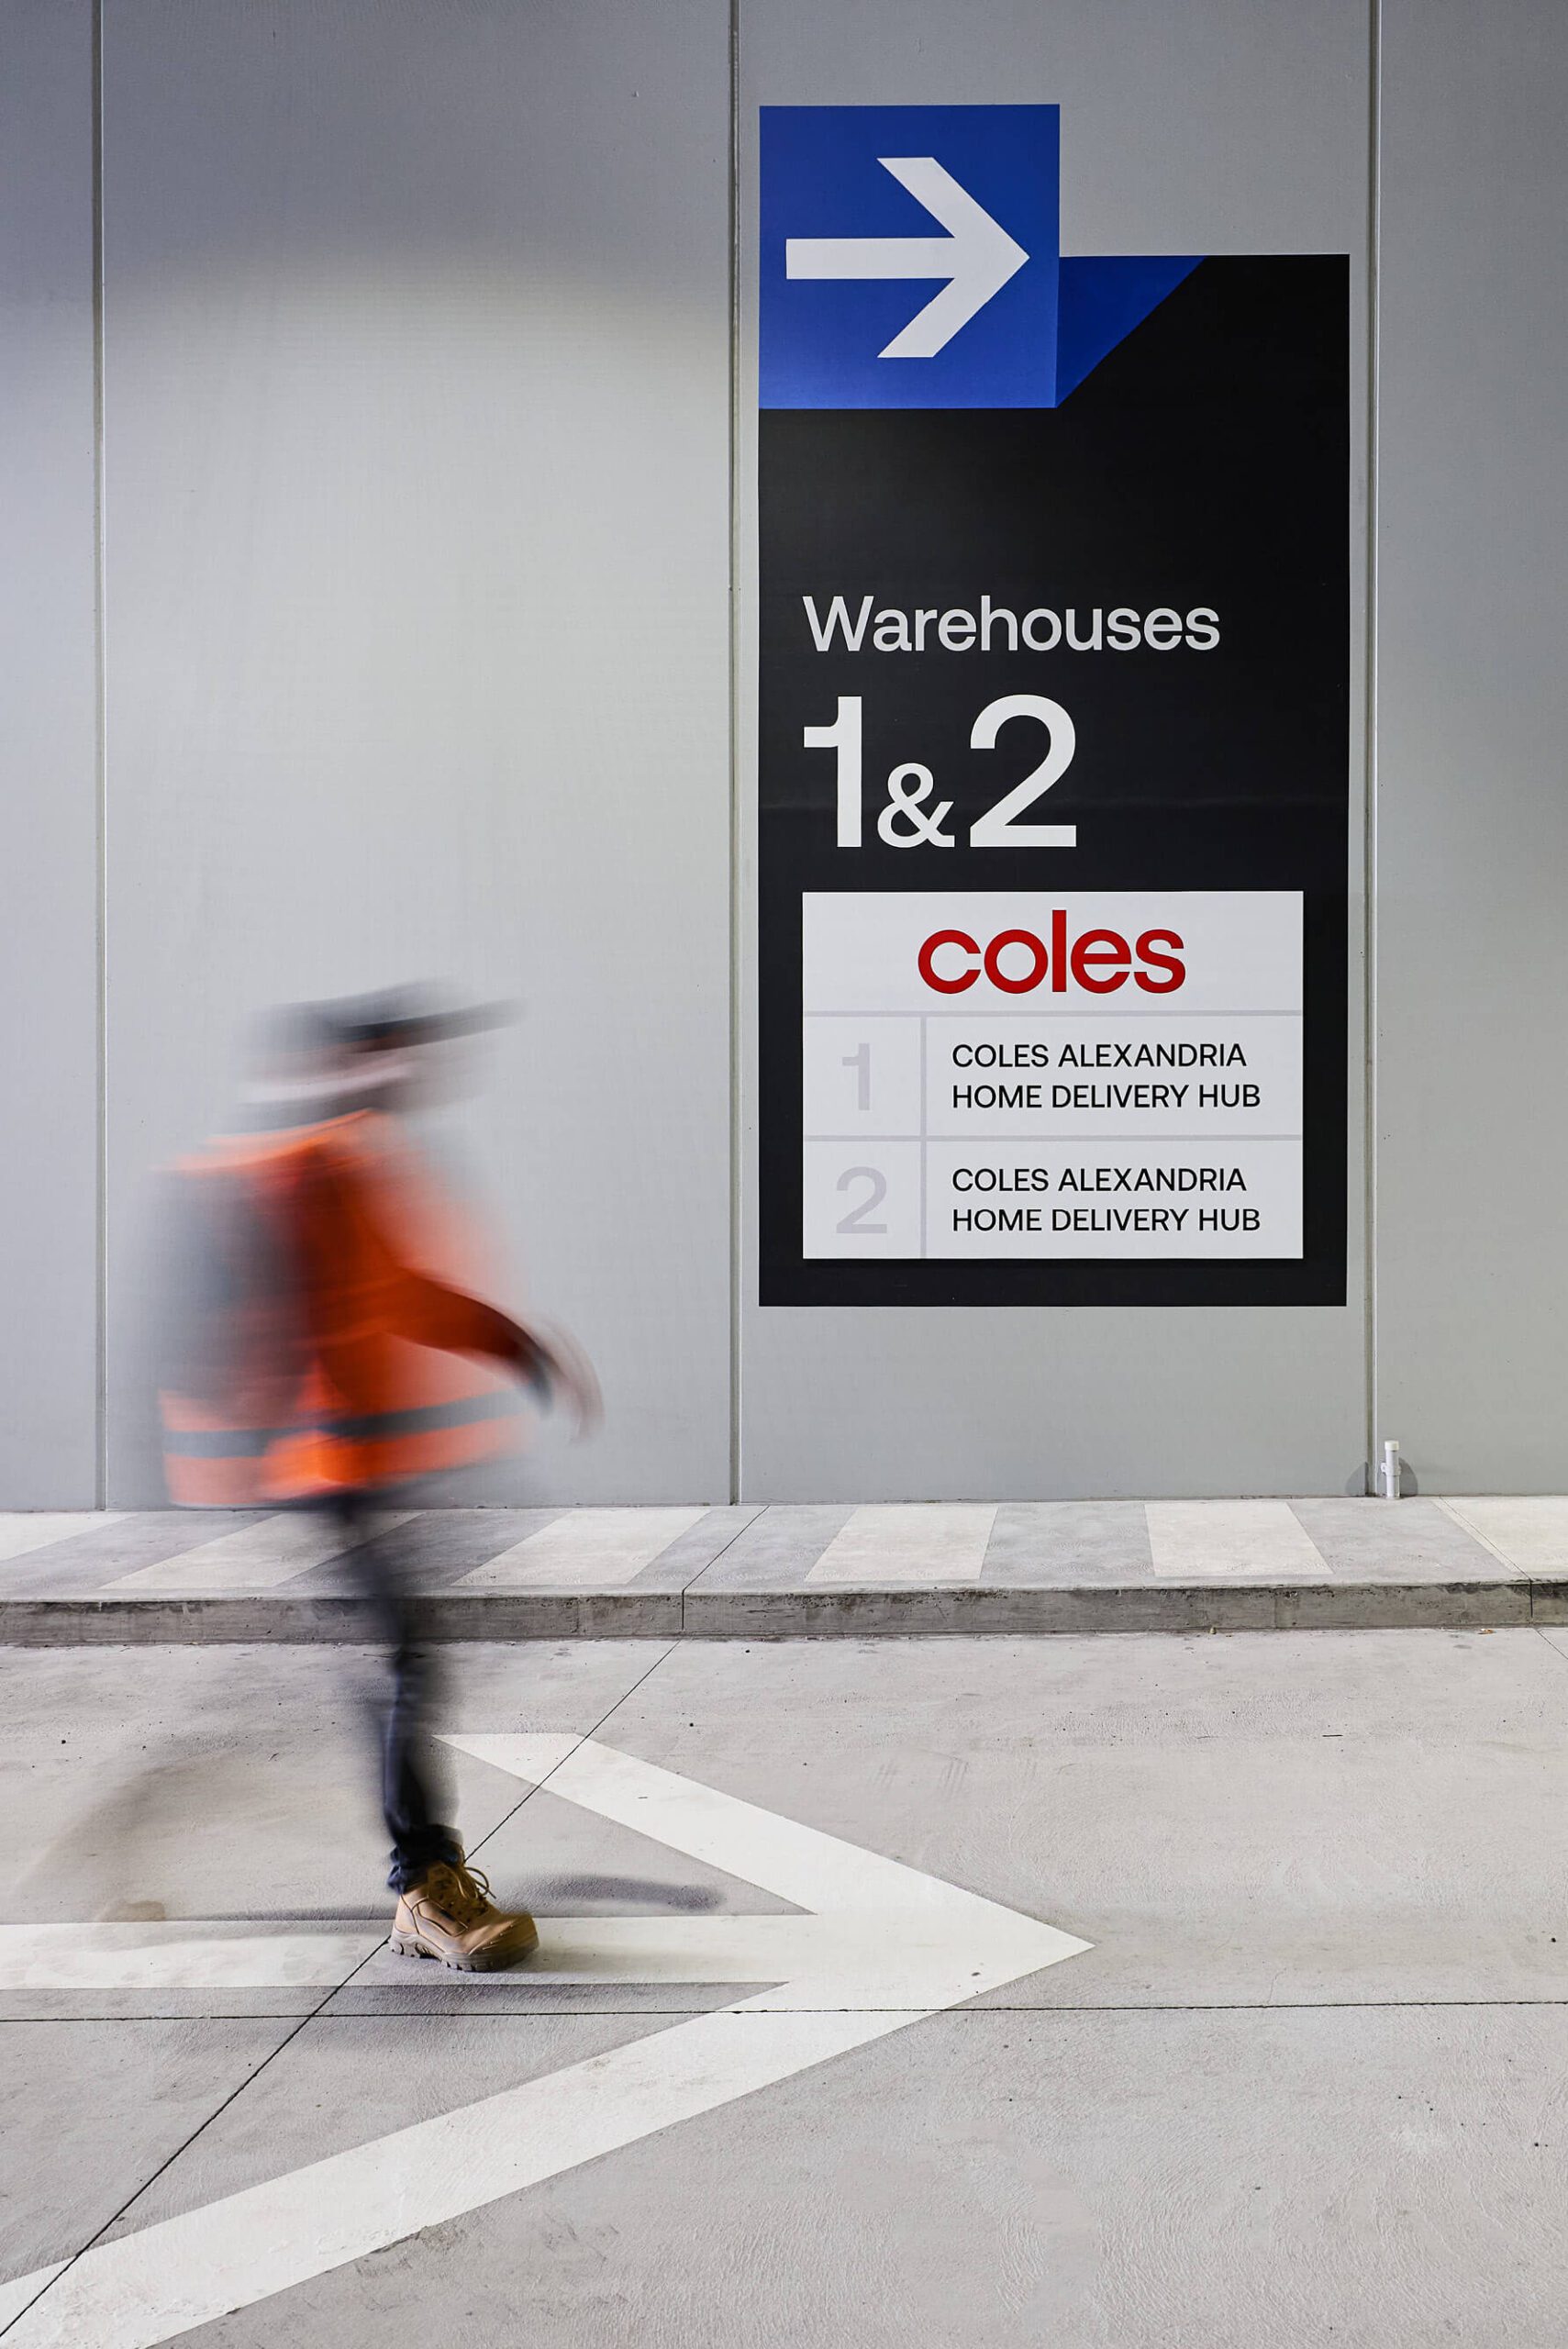 Warehouses
1&2
coles
1
COLES ALEXANDRIA
HOME DELIVERY HUB
2
COLES ALEXANDRIA
HOME DELIVERY HUB